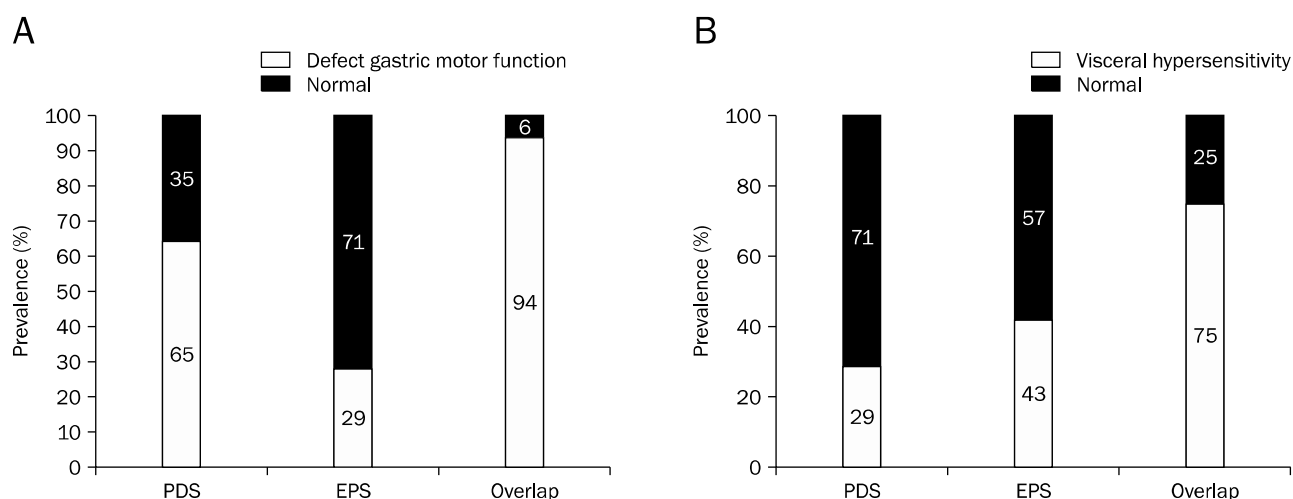 A
Defect gastric motor function
Normal
Prevalence (%)
100
90
80
70
60
50
40
30
20
10
0
35
65
71
29
6
94
PDS
EPS
Overlap
B
Visceral hypersensitivity
Normal
Prevalence (%)
100
80
60
40
20
0
71
29
57
43
25
75
PDS
EPS
Overlap